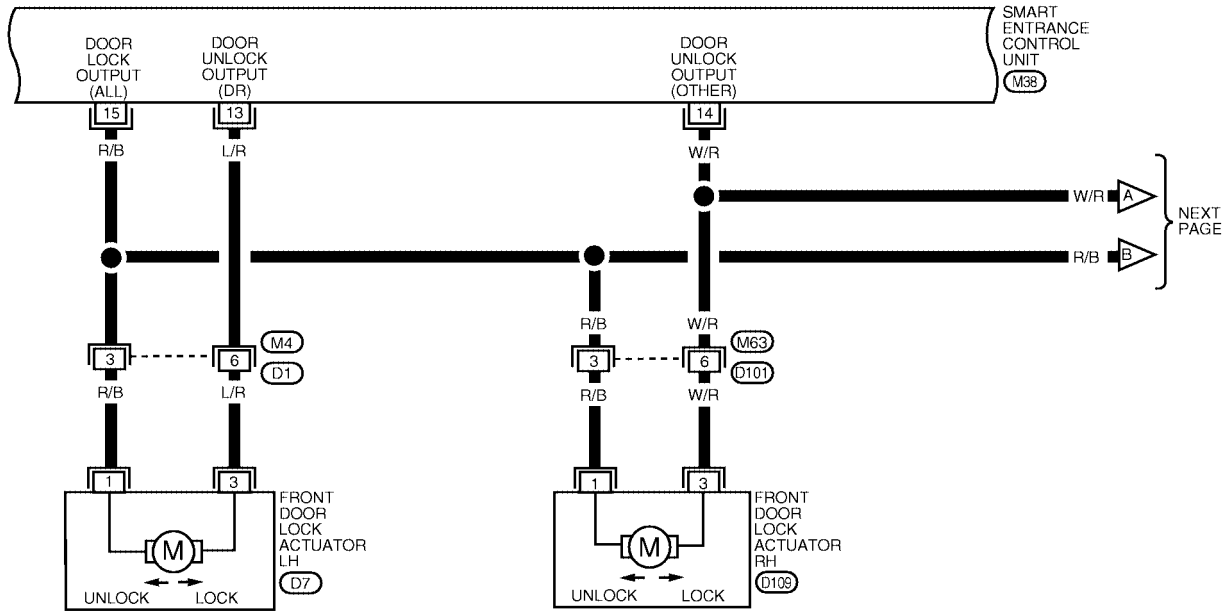 SMART
ENTRANCE
CONTROL
UNIT
M38
DOOR
LOCK
OUTPUT
(ALL)
DOOR
UNLOCK
OUTPUT
(DR)
DOOR
UNLOCK
OUTPUT
(OTHER)
15
13
14
R/B
L/R
W/R
W/R
A
NEXT
PAGE
R/B
B
R/B
W/R
3
6
M4
D1
3
6
M63
D101
R/B
L/R
R/B
W/R
1
3
1
3
FRONT
DOOR
LOCK
ACTUATOR
LH
D7
M
UNLOCK
LOCK
FRONT
DOOR
LOCK
ACTUATOR
RH
D109
M
UNLOCK
LOCK